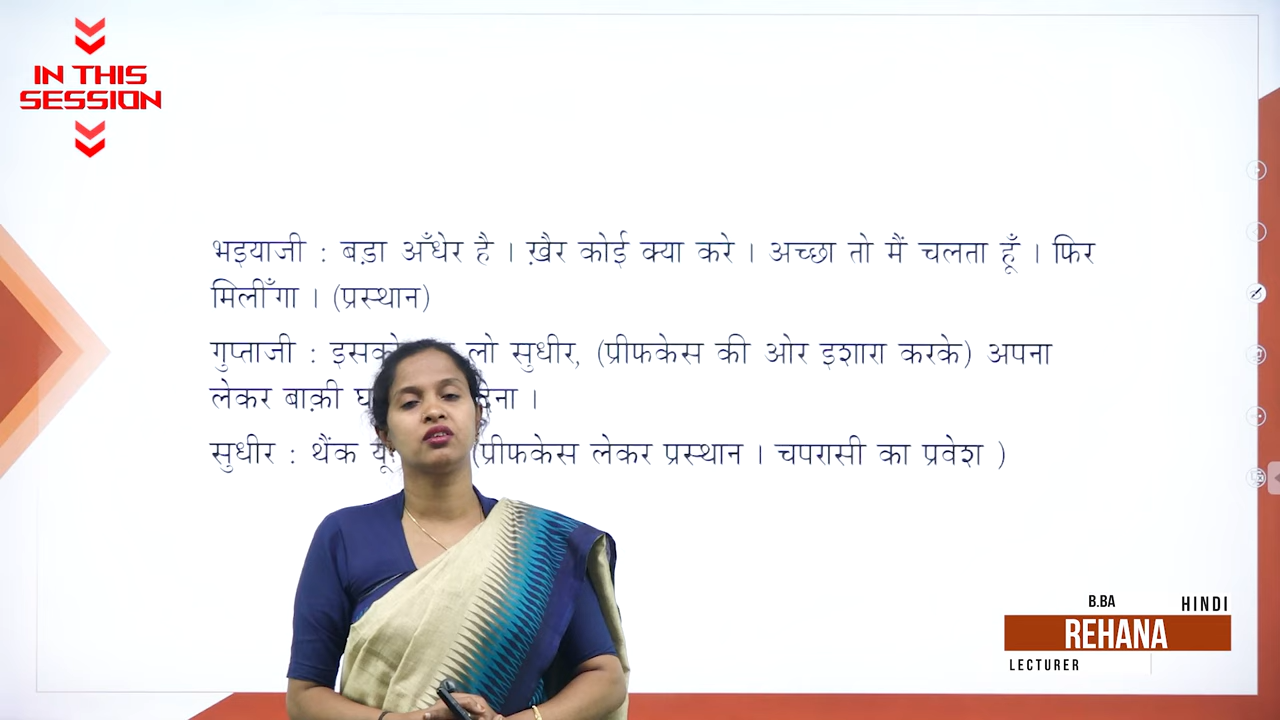 IN THIS
SESSION
भइयाजी : बड़ा अँधेर है । ख़ैर कोई क्या करे । अच्छा तो मैं चलता हूँ । फिर
मिलीँगा । (प्रस्थान)
गुप्ताजी : लो सुधीर, (प्रीफकेस की ओर इशारा करके) अपना
लेकर बाक़ी
सुधीर : थैंक (प्रीफकेस लेकर प्रस्थान । चपरासी का प्रवेश )
B.BA
HINDI
REHANA
LECTURER